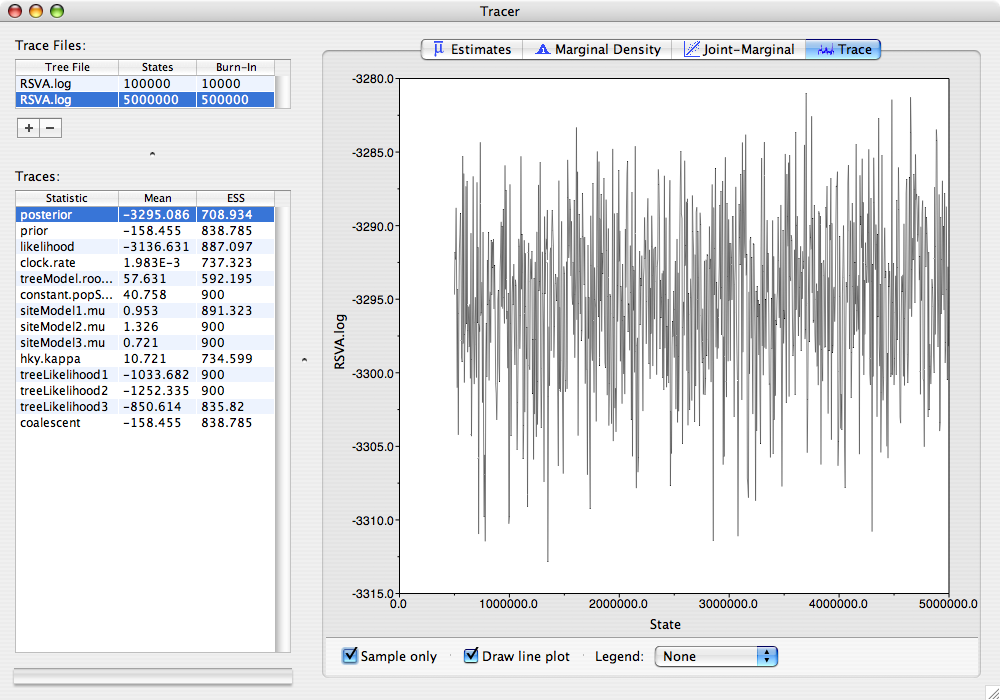 Tracer
Trace Files:
Tree File States Burn-In
RSVA.log 100000 10000
RSVA.log 5000000 500000
+ −
Traces:
Statistic Mean ESS
posterior -3295.086 708.934
prior -158.455 838.785
likelihood -3136.631 887.097
clock.rate 1.983E-3 737.323
treeModel.roo... 57.631 592.195
constant.popS... 40.758 900
siteModel1.mu 0.953 891.323
siteModel2.mu 1.326 900
siteModel3.mu 0.721 900
hky.kappa 10.721 734.599
treeLikelihood1 -1033.682 900
treeLikelihood2 -1252.335 900
treeLikelihood3 -850.614 835.82
coalescent -158.455 838.785
μ Estimates Marginal Density Joint-Marginal Trace
-3280.0
-3285.0
-3290.0
-3295.0
-3300.0
-3305.0
-3310.0
-3315.0
RSVA.log
0.0 1000000.0 2000000.0 3000000.0 4000000.0 5000000.0
State
Sample only Draw line plot Legend: None